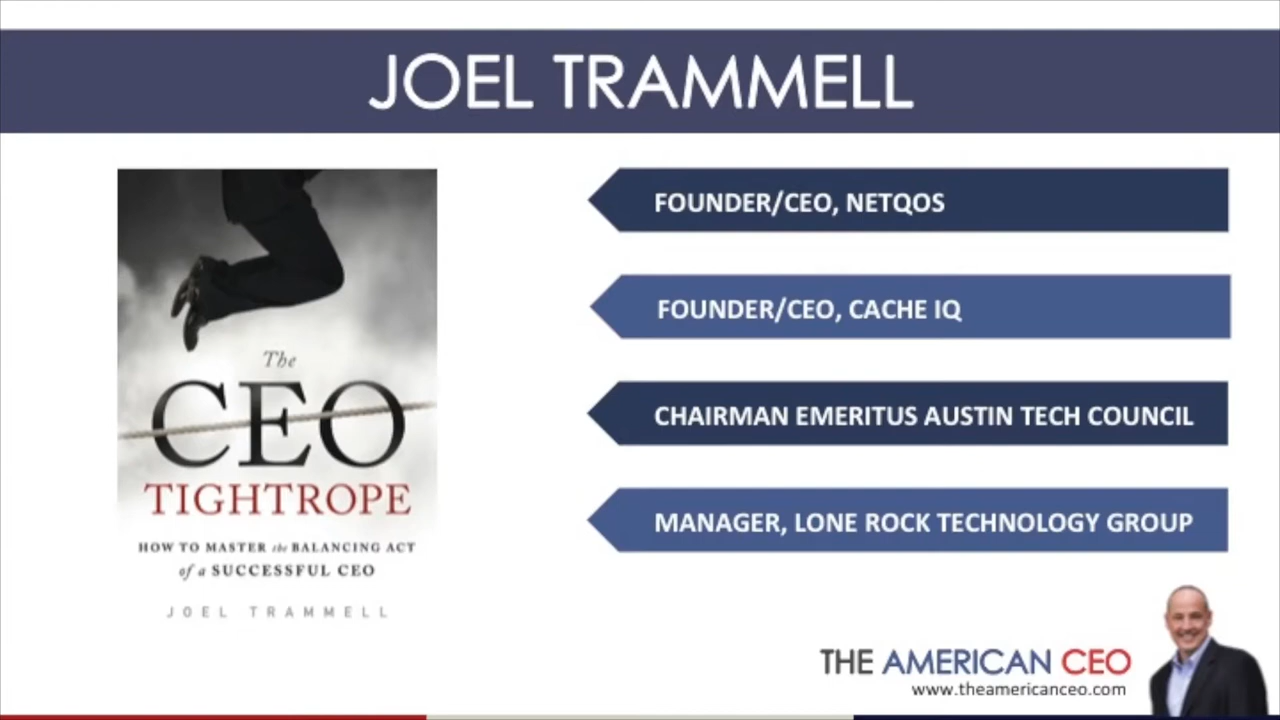 JOEL TRAMMELL
The
CEO
TIGHTROPE
HOW TO MASTER the BALANCING ACT
of a SUCCESSFUL CEO
JOEL TRAMMELL
FOUNDER/CEO, NETQOS
FOUNDER/CEO, CACHE IQ
CHAIRMAN EMERITUS AUSTIN TECH COUNCIL
MANAGER, LONE ROCK TECHNOLOGY GROUP
THE AMERICAN CEO
www.theamericanceo.com